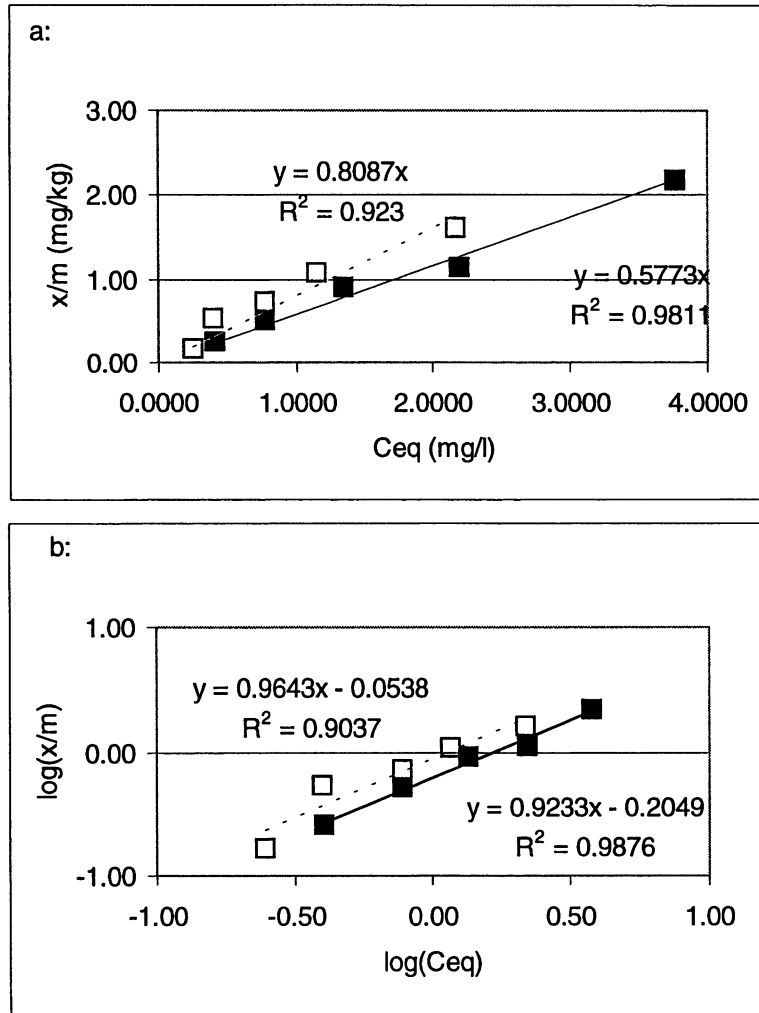 a:
3.00
2.00
1.00
0.00
x/m (mg/kg)
y = 0.8087x
R² = 0.923
y = 0.5773x
R² = 0.9811
0.0000 1.0000 2.0000 3.0000 4.0000
Ceq (mg/l)
b:
1.00
0.00
-1.00
log(x/m)
y = 0.9643x - 0.0538
R² = 0.9037
y = 0.9233x - 0.2049
R² = 0.9876
-1.00 -0.50 0.00 0.50 1.00
log(Ceq)